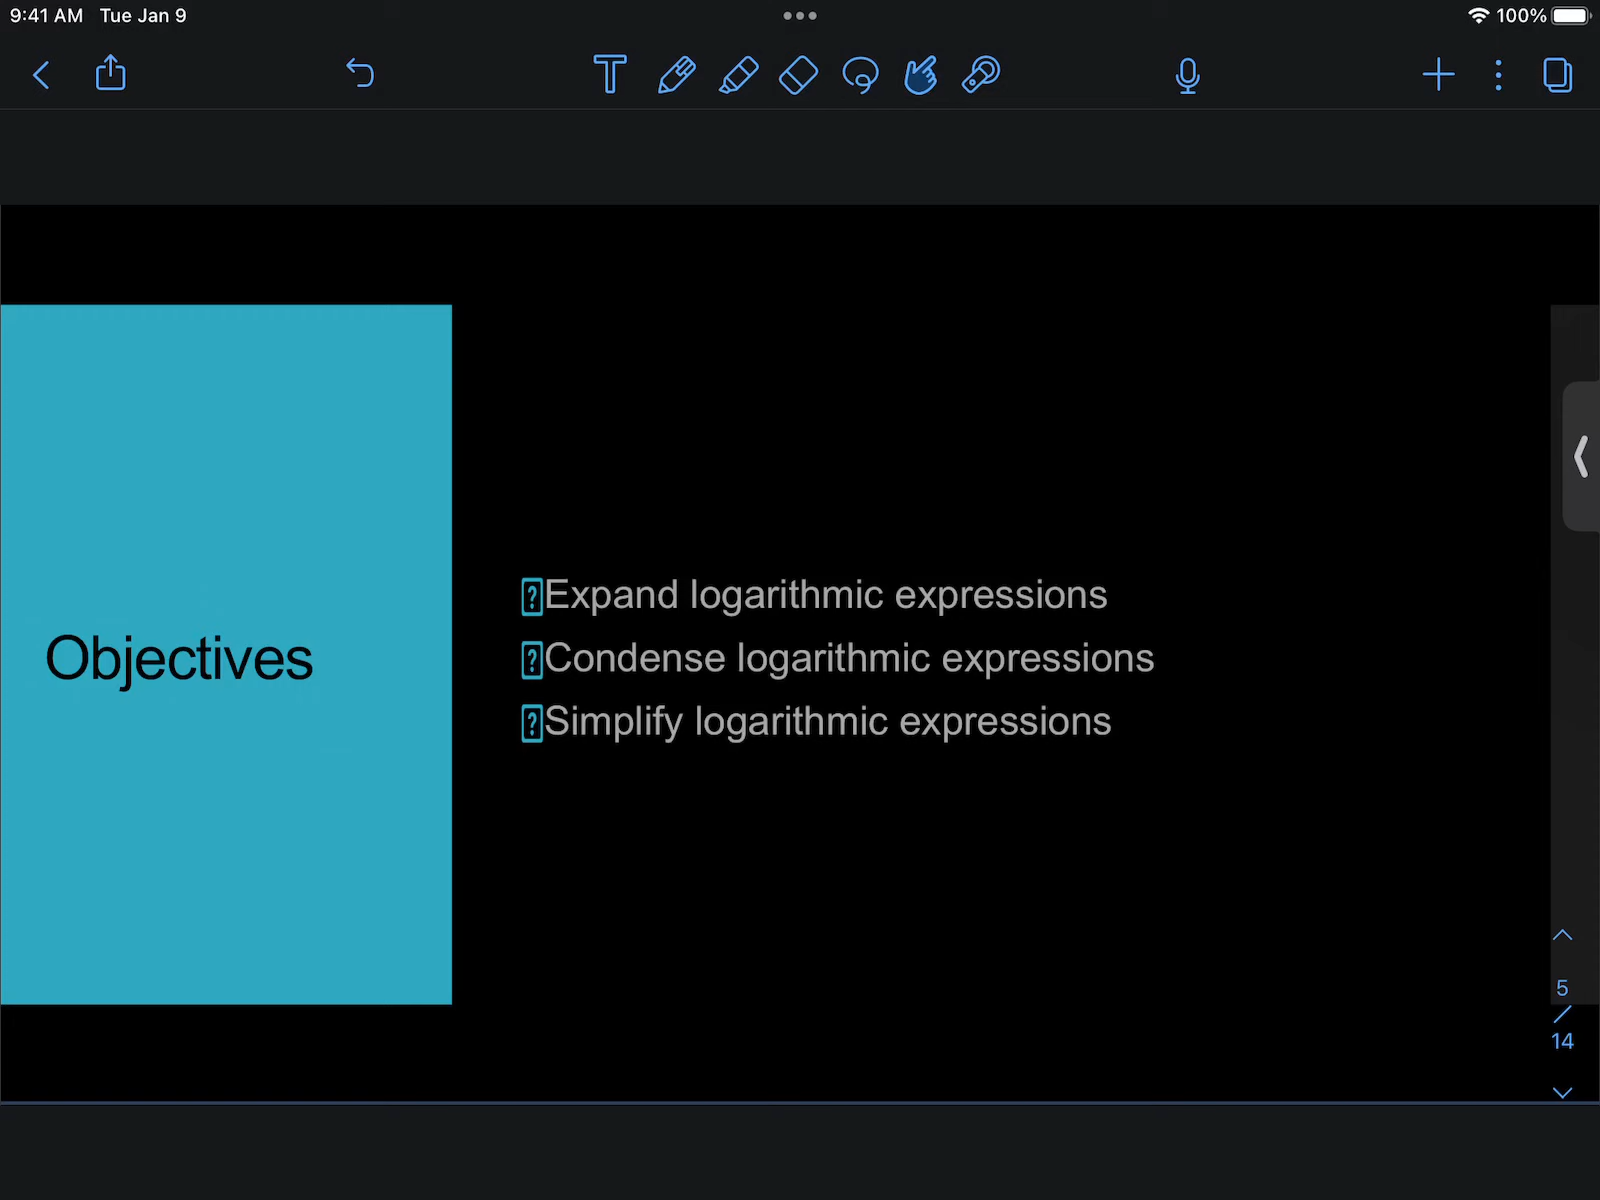 9:41 AM Tue Jan 9
100%
Objectives
Expand logarithmic expressions
Condense logarithmic expressions
Simplify logarithmic expressions
5
/
14